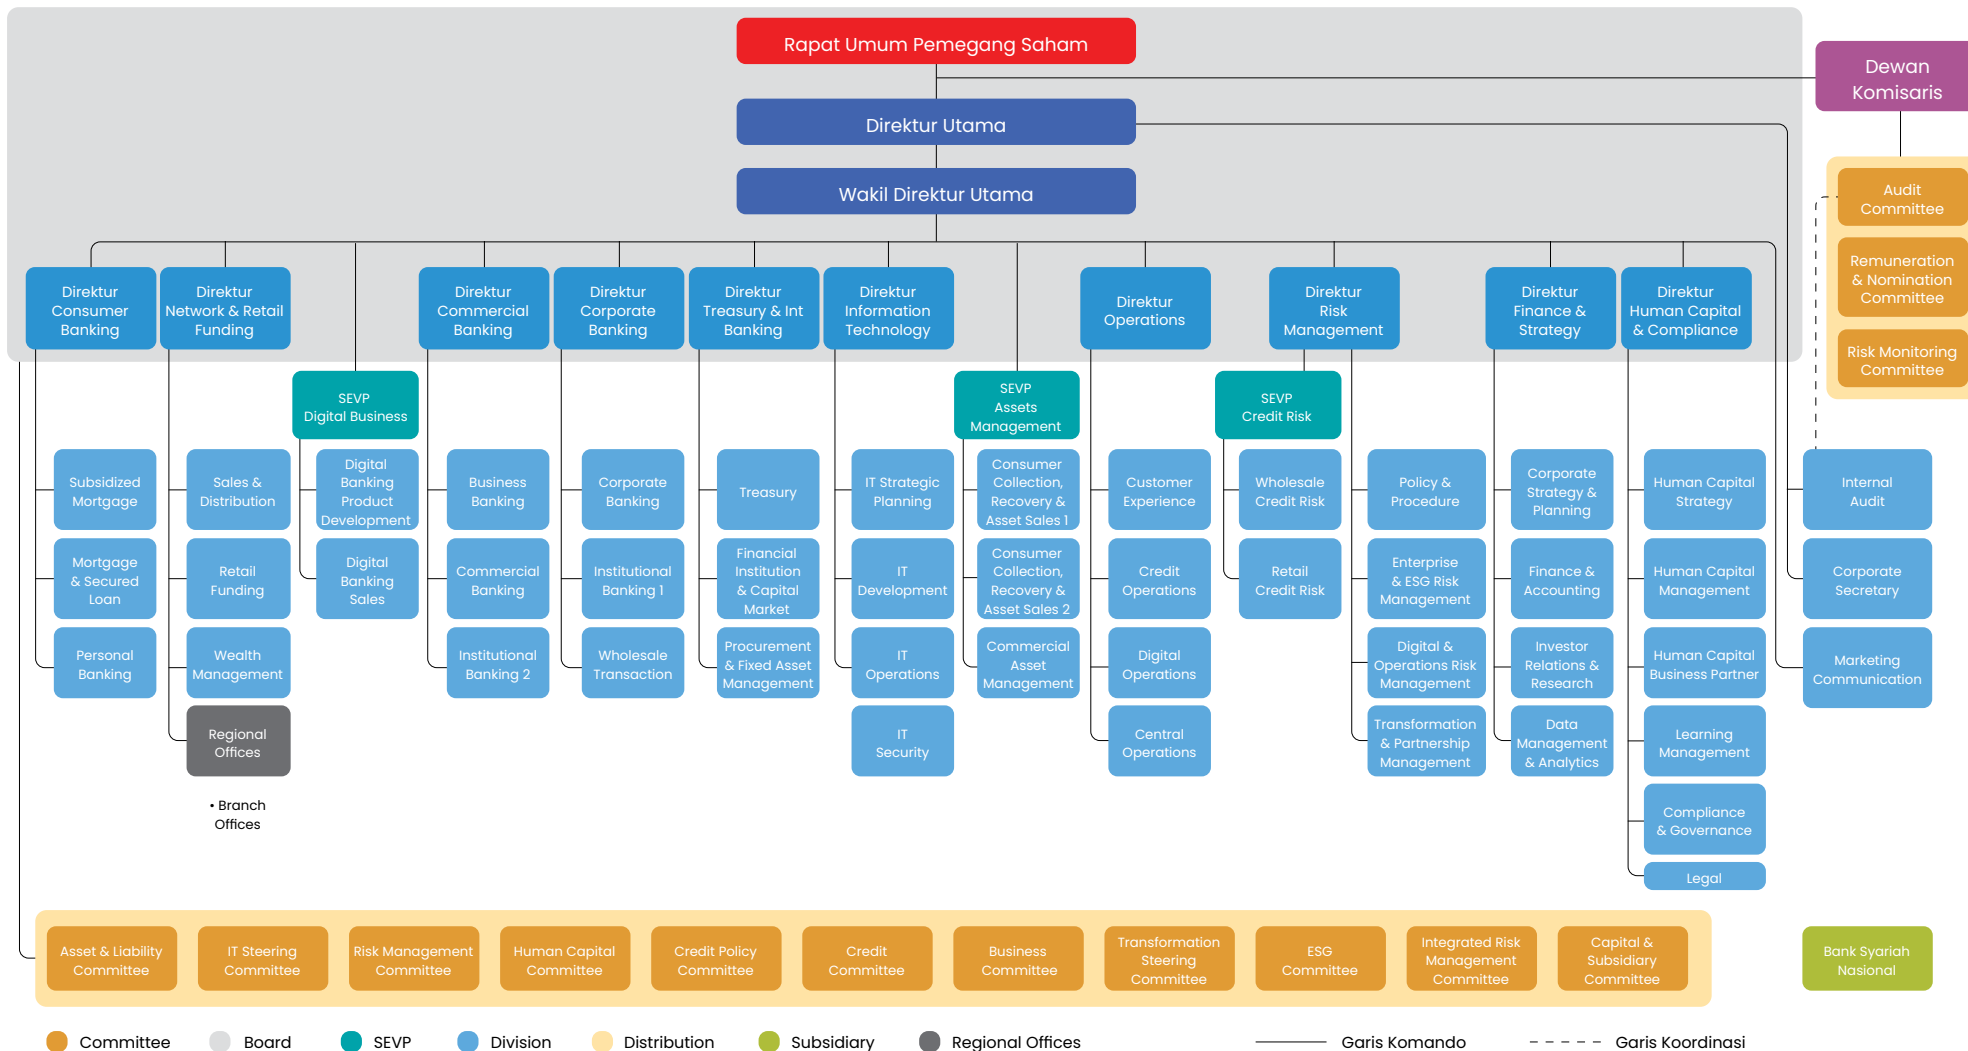 Rapat Umum Pemegang Saham
Dewan
Komisaris
Direktur Utama
Wakil Direktur Utama
Audit
Committee
Remuneration
& Nomination
Committee
Risk Monitoring
Committee
Direktur
Consumer
Banking
Direktur
Network & Retail
Funding
Direktur
Commercial
Banking
Direktur
Corporate
Banking
Direktur
Treasury & Int
Banking
Direktur
Information
Technology
Direktur
Operations
Direktur
Risk
Management
Direktur
Finance &
Strategy
Direktur
Human Capital
& Compliance
SEVP
Digital Business
SEVP
Assets
Management
SEVP
Credit Risk
Subsidized
Mortgage
Mortgage
& Secured
Loan
Personal
Banking
Sales &
Distribution
Retail
Funding
Wealth
Management
Regional
Offices
• Branch
Offices
Digital
Banking
Product
Development
Digital
Banking
Sales
Business
Banking
Commercial
Banking
Institutional
Banking 2
Corporate
Banking
Institutional
Banking 1
Wholesale
Transaction
Treasury
Financial
Institution
& Capital
Market
Procurement
& Fixed Asset
Management
IT Strategic
Planning
IT
Development
IT
Operations
IT
Security
Consumer
Collection,
Recovery &
Asset Sales 1
Consumer
Collection,
Recovery &
Asset Sales 2
Commercial
Asset
Management
Customer
Experience
Credit
Operations
Digital
Operations
Central
Operations
Wholesale
Credit Risk
Retail
Credit Risk
Policy &
Procedure
Enterprise
& ESG Risk
Management
Digital &
Operations Risk
Management
Transformation
& Partnership
Management
Corporate
Strategy &
Planning
Finance &
Accounting
Investor
Relations &
Research
Data
Management
& Analytics
Human Capital
Strategy
Human Capital
Management
Human Capital
Business Partner
Learning
Management
Compliance
& Governance
Legal
Internal
Audit
Corporate
Secretary
Marketing
Communication
Asset & Liability
Committee
IT Steering
Committee
Risk Management
Committee
Human Capital
Committee
Credit Policy
Committee
Credit
Committee
Business
Committee
Transformation
Steering
Committee
ESG
Committee
Integrated Risk
Management
Committee
Capital &
Subsidiary
Committee
Bank Syariah
Nasional
Committee
Board
SEVP
Division
Distribution
Subsidiary
Regional Offices
Garis Komando
Garis Koordinasi